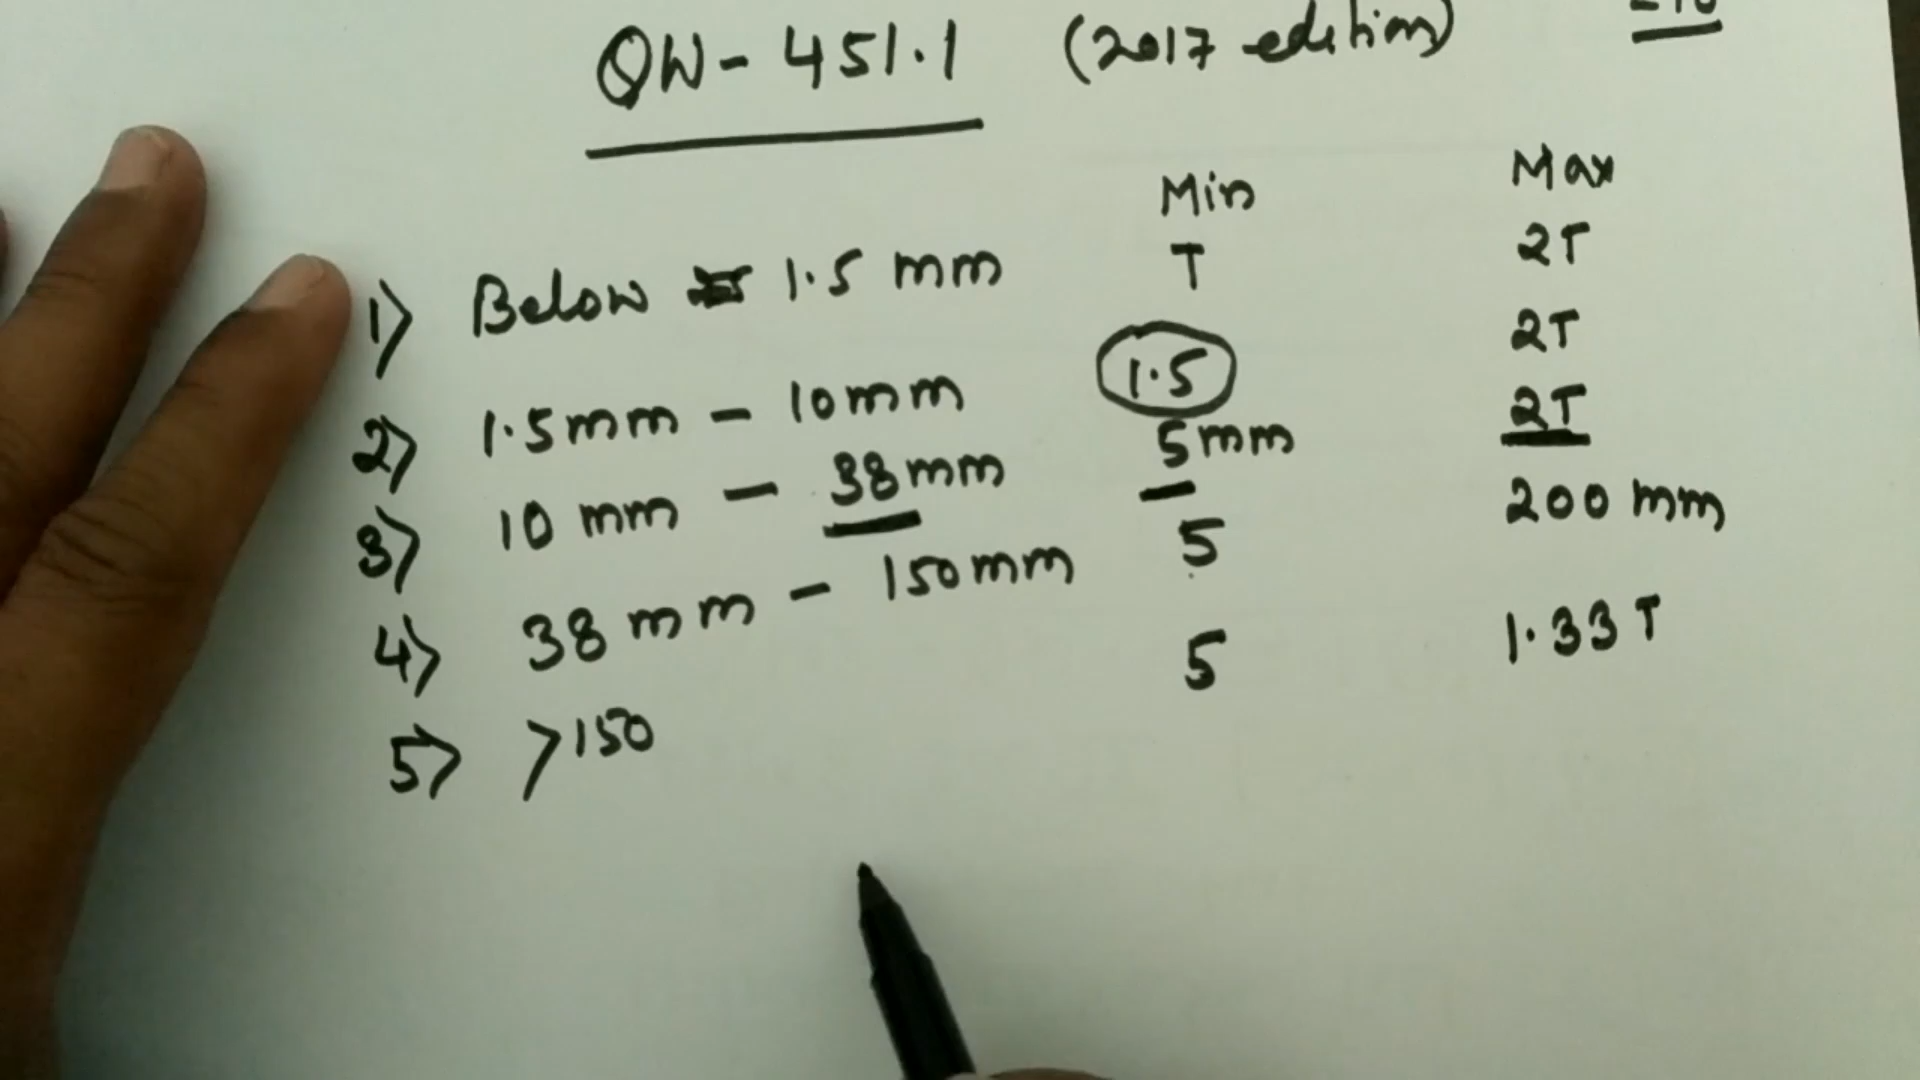 QW-451.1 (2017 edition)
Min Max
1) Below 1.5 mm T 2T
2) 1.5mm - 10mm 1.5 2T
3) 10 mm - 38mm 5mm 2T
4) 38 mm - 150mm 5 200 mm
5) >150 5 1.33T